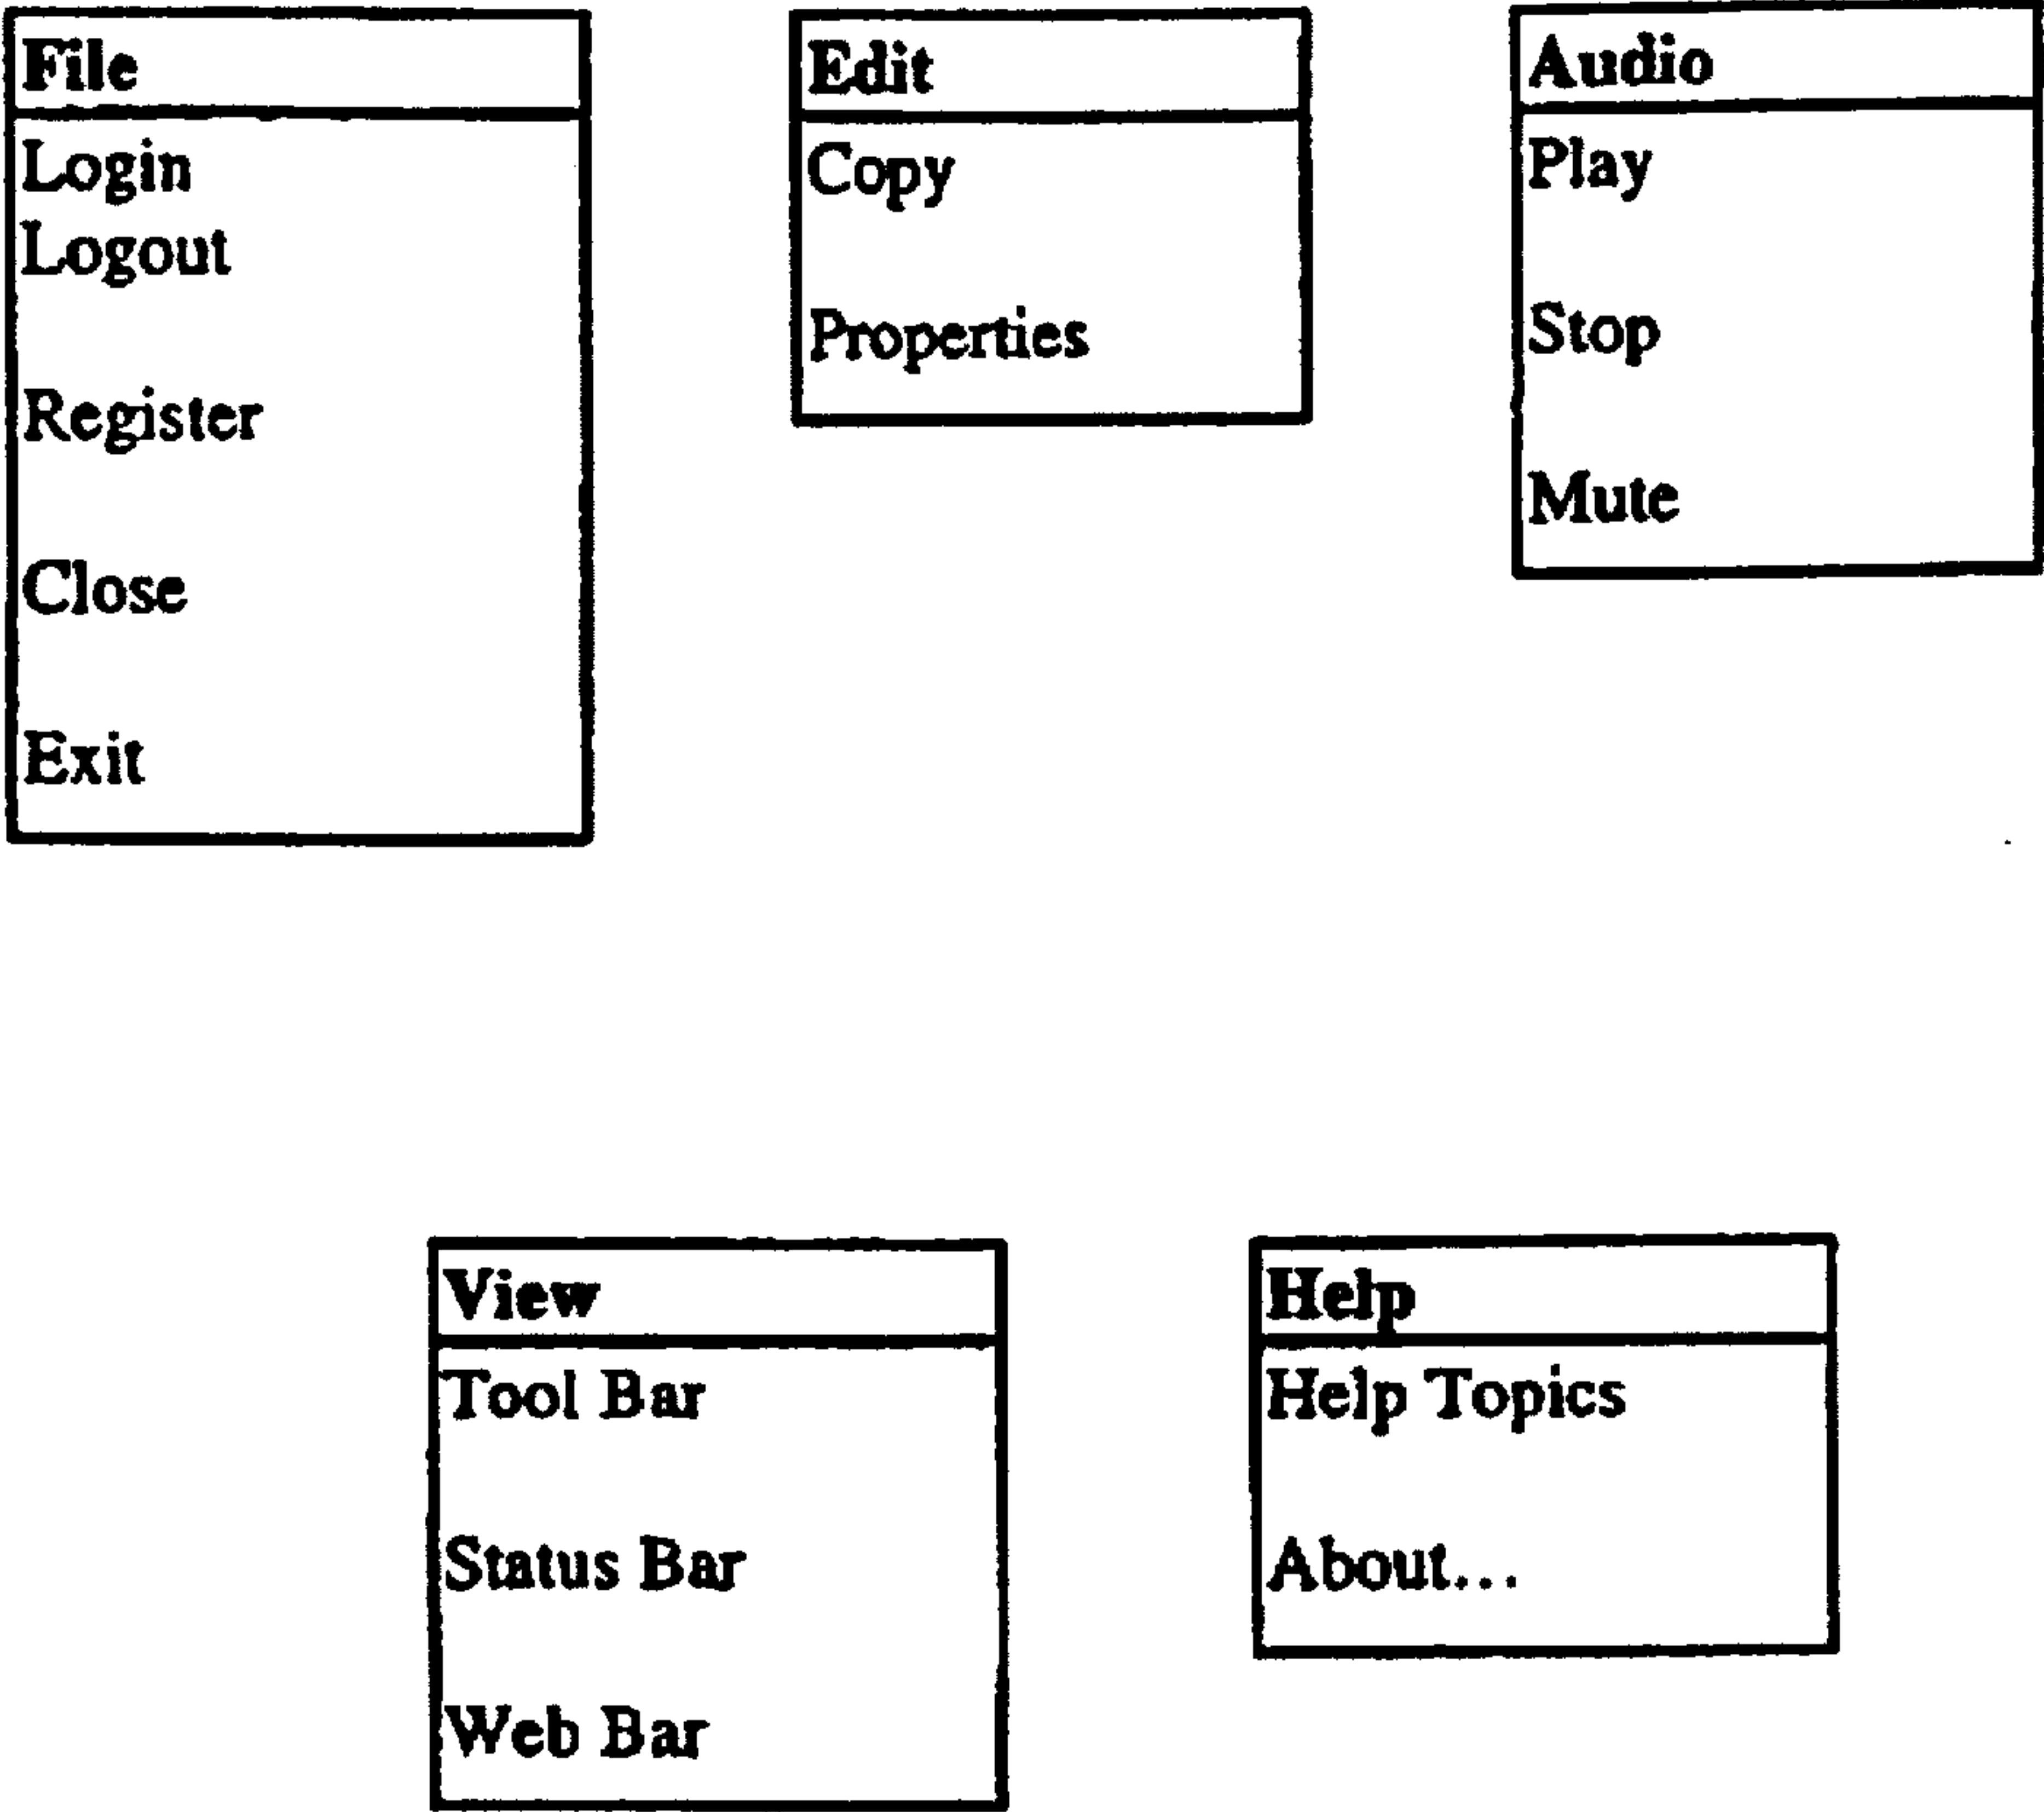 File
Login
Logout
Register
Close
Exit
Edit
Copy
Properties
Audio
Play
Stop
Mute
View
Tool Bar
Status Bar
Web Bar
Help
Help Topics
About...